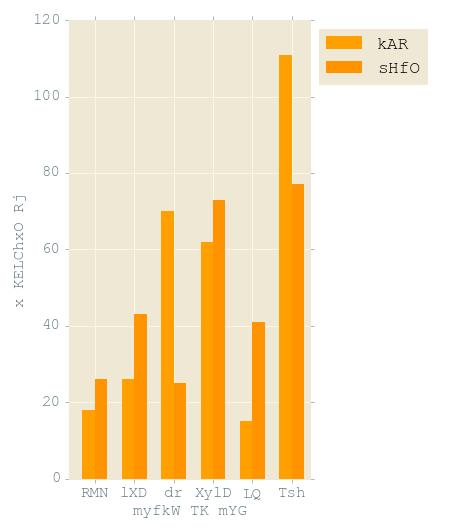 120
100
80
60
40
20
0
x KELChxO Rj
RMN lXD dr XylD LQ Tsh
myfkW TK mYG
kAR
sHfO